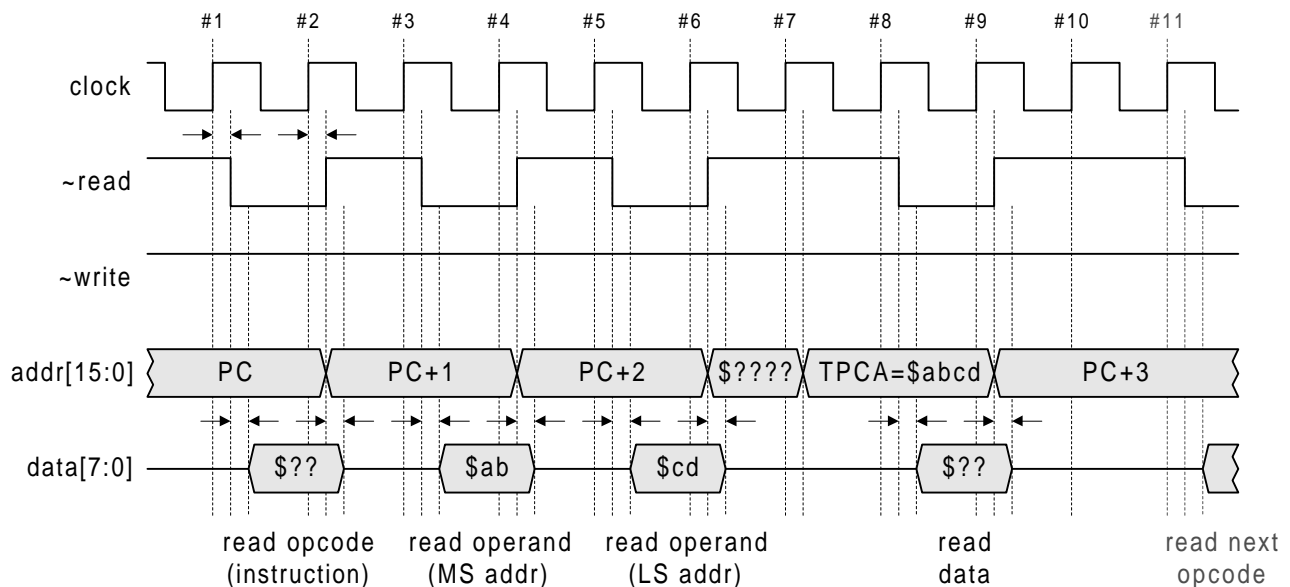 #1 #2 #3 #4 #5 #6 #7 #8 #9 #10 #11
clock
~read
~write
addr[15:0] PC PC+1 PC+2 $???? TPCA=$abcd PC+3
data[7:0] $?? $ab $cd $??
read opcode read operand read operand read read next
(instruction) (MS addr) (LS addr) data opcode